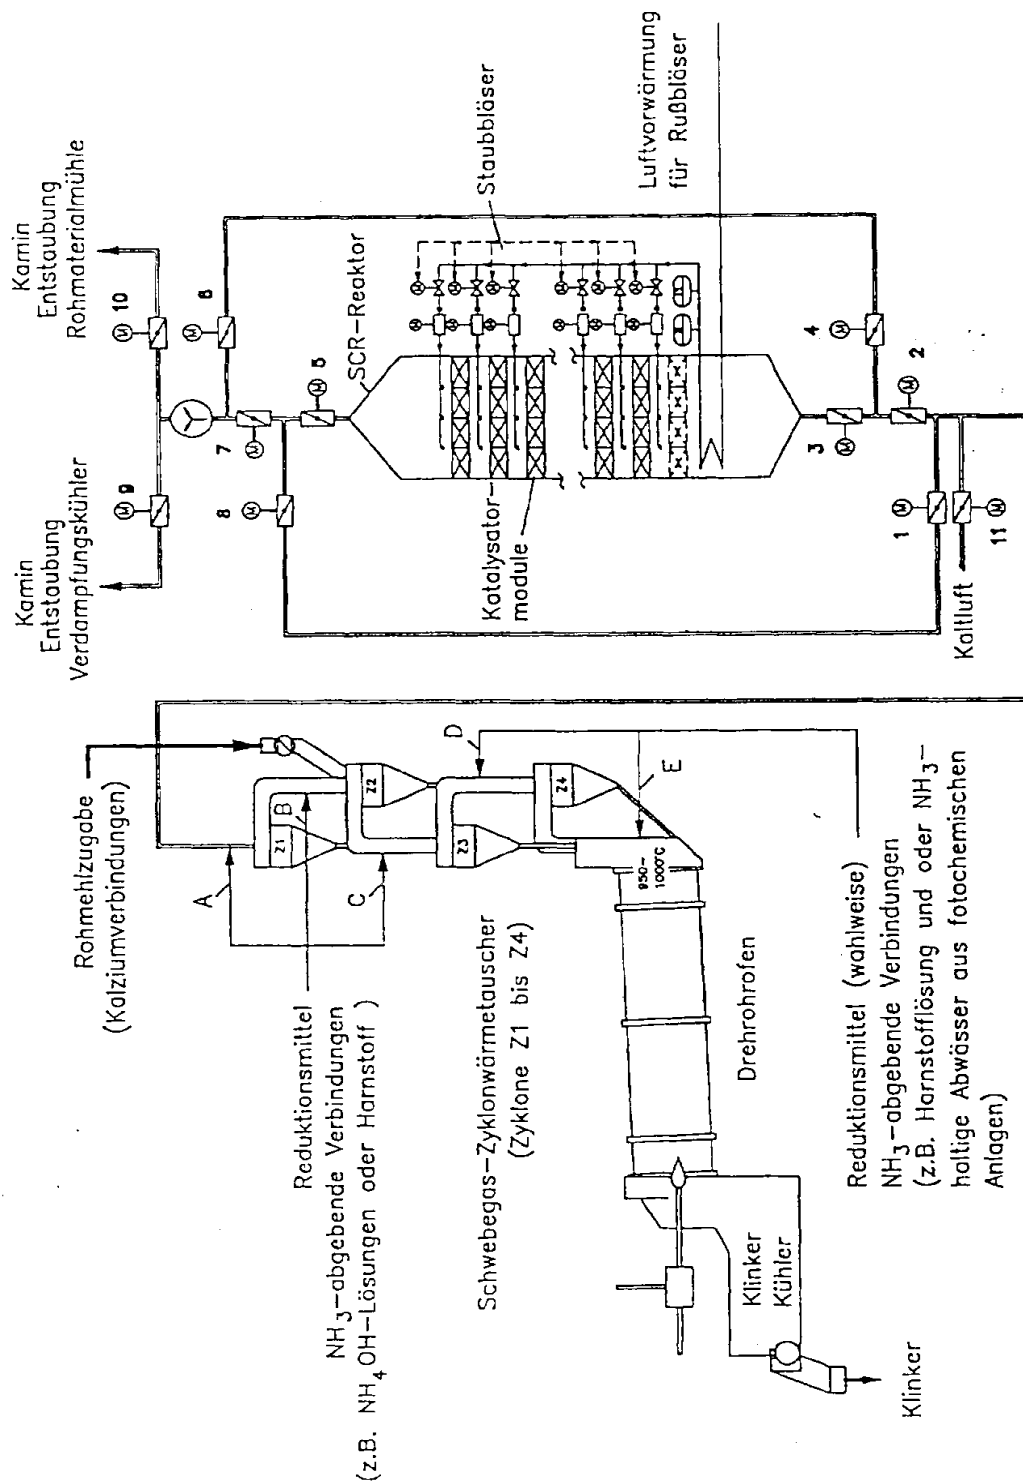 Kamin
Entstaubung
Verdampfungskühler
Kamin
Entstaubung
Rohmaterialmühle
M
9
M
10
M
6
7
M
M
8
M
5
SCR-Reaktor
Staubbläser
Katalysator-
module
Luftvorwärmung
für Rußbläser
3
M
M
4
M
2
1
M
11
M
Kaltluft
Rohmehlzugabe
(Kalziumverbindungen)
A
B
C
D
E
Z1
Z2
Z3
Z4
950-
1000°C
Reduktionsmittel
NH3-abgebende Verbindungen
(z.B. NH4 OH-Lösungen oder Harnstoff )
Schwebegas-Zyklonwärmetauscher
(Zyklone Z1 bis Z4)
Drehrohrofen
Reduktionsmittel (wahlweise)
NH3-abgebende Verbindungen
(z.B. Harnstofflösung und oder NH3-
haltige Abwässer aus fotochemischen
Anlagen)
Klinker
Kühler
Klinker